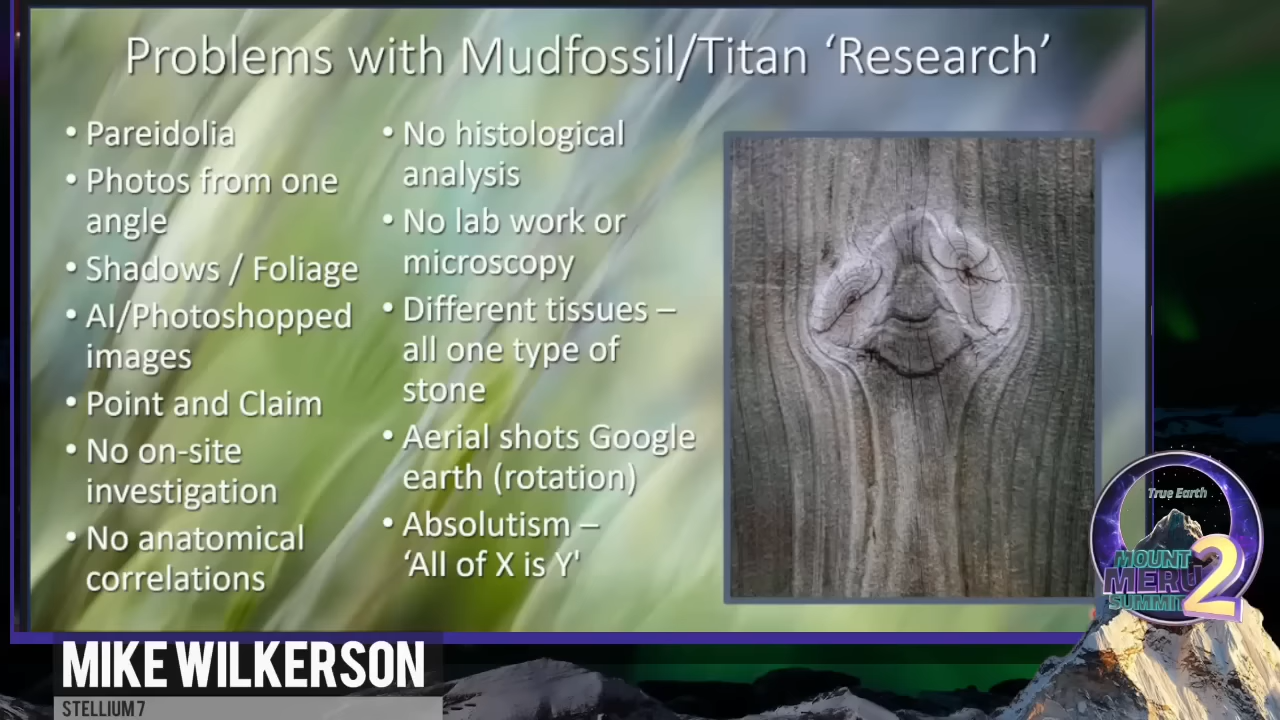 Problems with Mudfossil/Titan ‘Research’
• Pareidolia
• Photos from one
angle
• Shadows / Foliage
• AI/Photoshopped
images
• Point and Claim
• No on-site
investigation
• No anatomical
correlations
• No histological
analysis
• No lab work or
microscopy
• Different tissues –
all one type of
stone
• Aerial shots Google
earth (rotation)
• Absolutism –
‘All of X is Y'
True Earth
MOUNT
MERU
SUMMIT
2
MIKE WILKERSON
STELLIUM 7